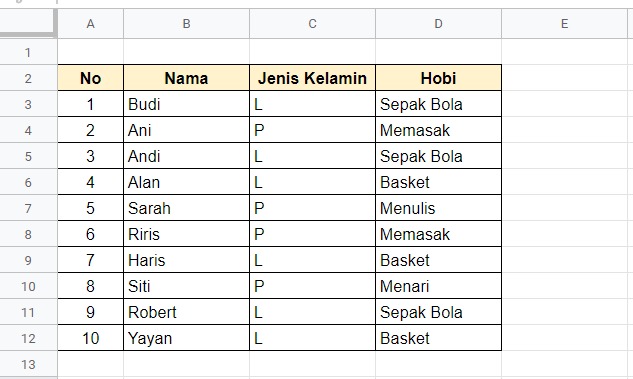 A B C D E
1
2 No Nama Jenis Kelamin Hobi
3 1 Budi L Sepak Bola
4 2 Ani P Memasak
5 3 Andi L Sepak Bola
6 4 Alan L Basket
7 5 Sarah P Menulis
8 6 Riris P Memasak
9 7 Haris L Basket
10 8 Siti P Menari
11 9 Robert L Sepak Bola
12 10 Yayan L Basket
13